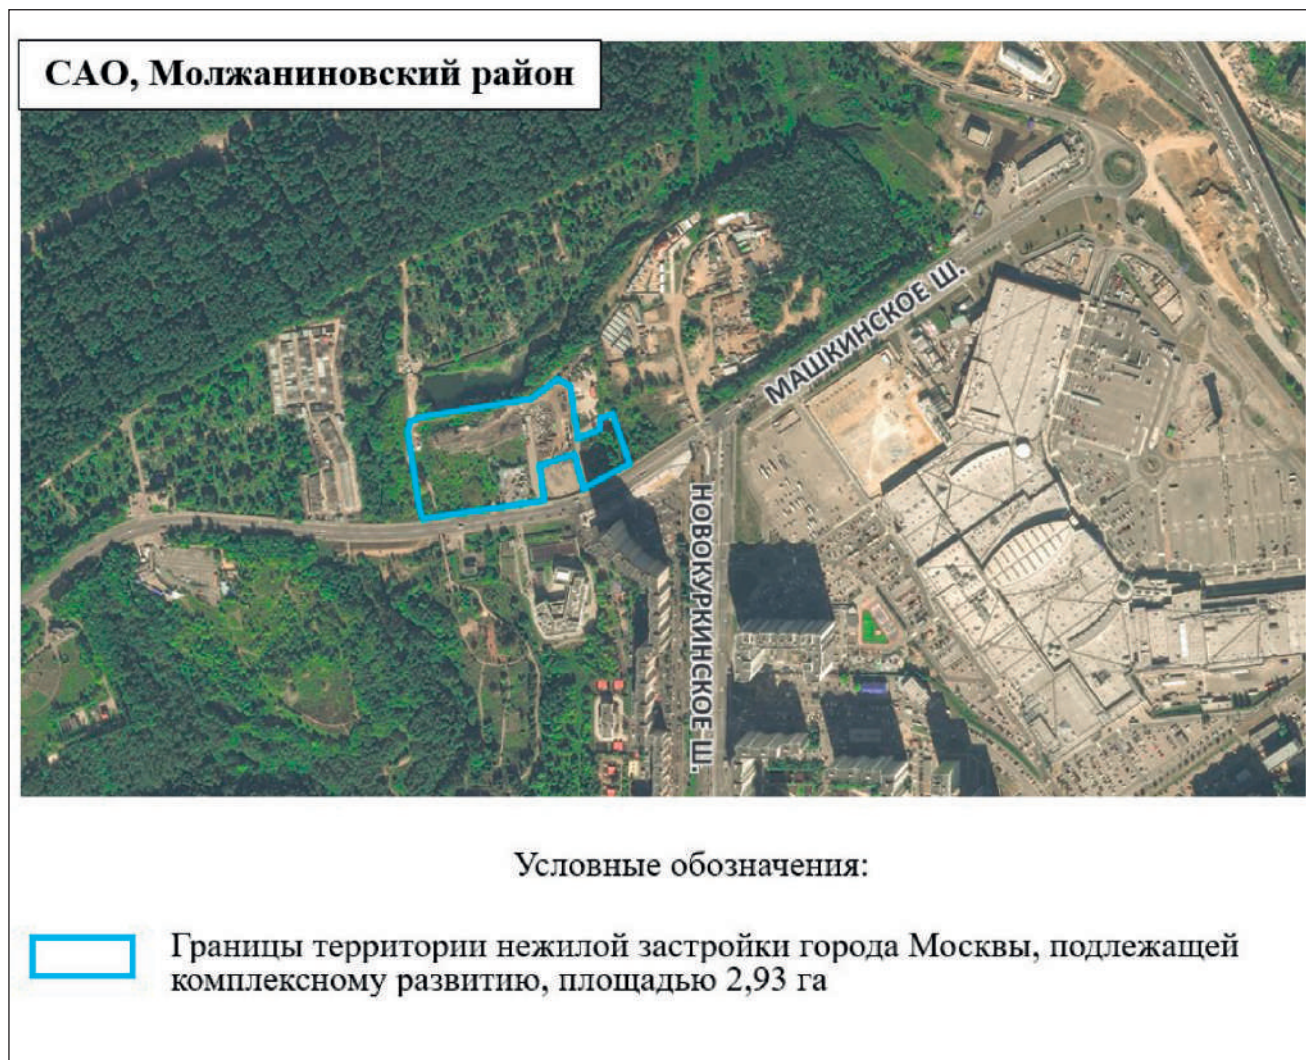 САО, Молжаниновский район
МАШКИНСКОЕ Ш.
НОВОКУРКИНСКОЕ Ш.
Условные обозначения:
Границы территории нежилой застройки города Москвы, подлежащей
комплексному развитию, площадью 2,93 га